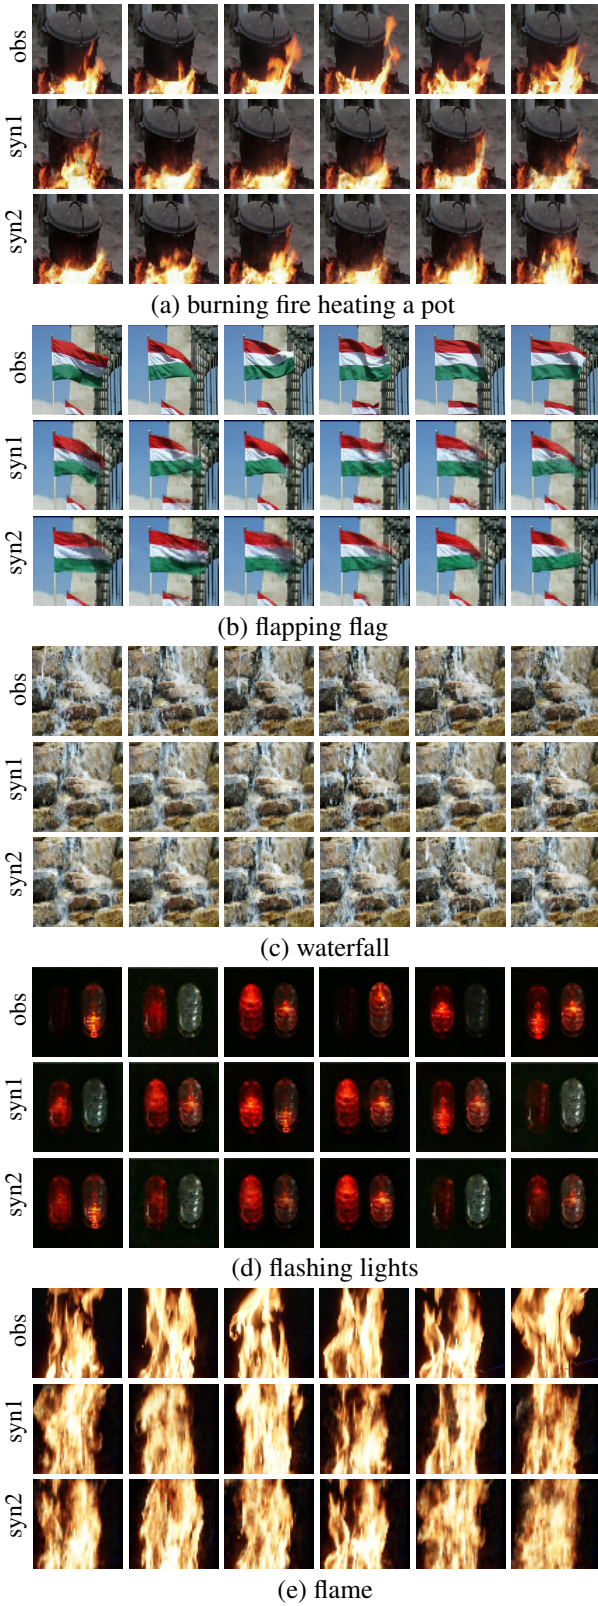 obs
syn1
syn2
(a) burning fire heating a pot
obs
syn1
syn2
(b) flapping flag
obs
syn1
syn2
(c) waterfall
obs
syn1
syn2
(d) flashing lights
obs
syn1
syn2
(e) flame